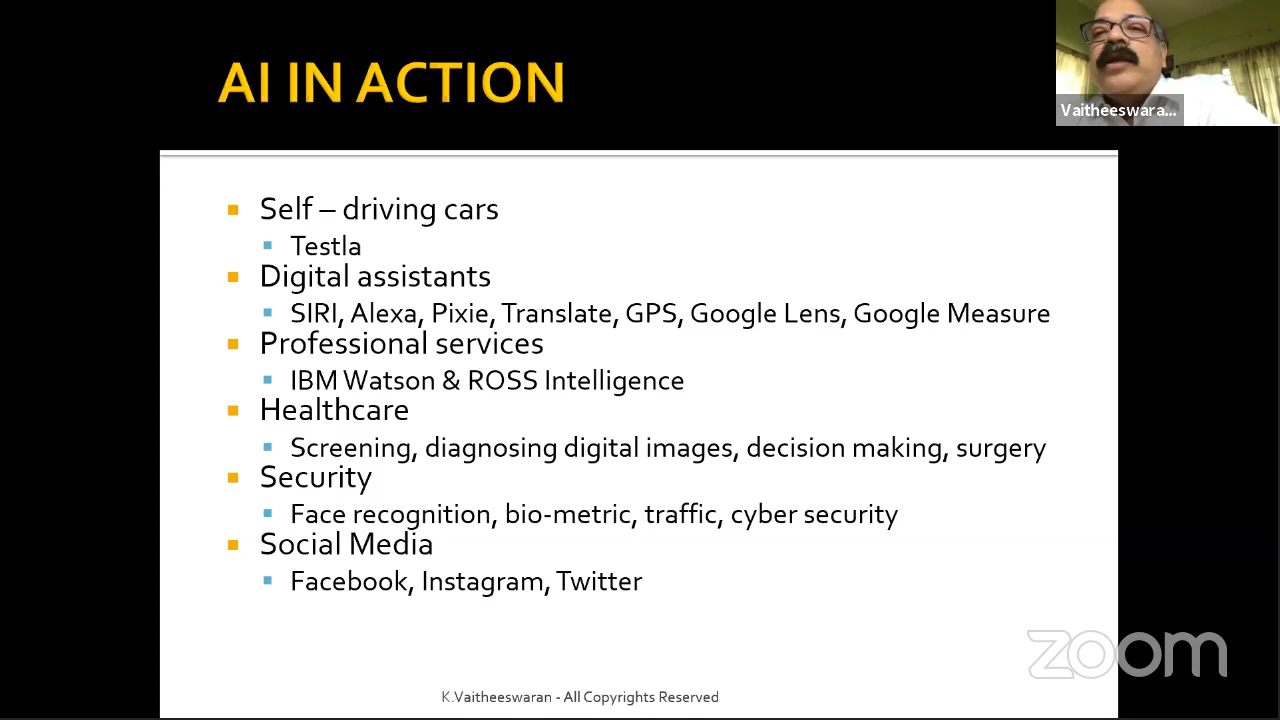 AI IN ACTION
Vaitheeswara...
Self – driving cars
Testla
Digital assistants
SIRI, Alexa, Pixie, Translate, GPS, Google Lens, Google Measure
Professional services
IBM Watson & ROSS Intelligence
Healthcare
Screening, diagnosing digital images, decision making, surgery
Security
Face recognition, bio-metric, traffic, cyber security
Social Media
Facebook, Instagram, Twitter
zoom
K.Vaitheeswaran - All Copyrights Reserved